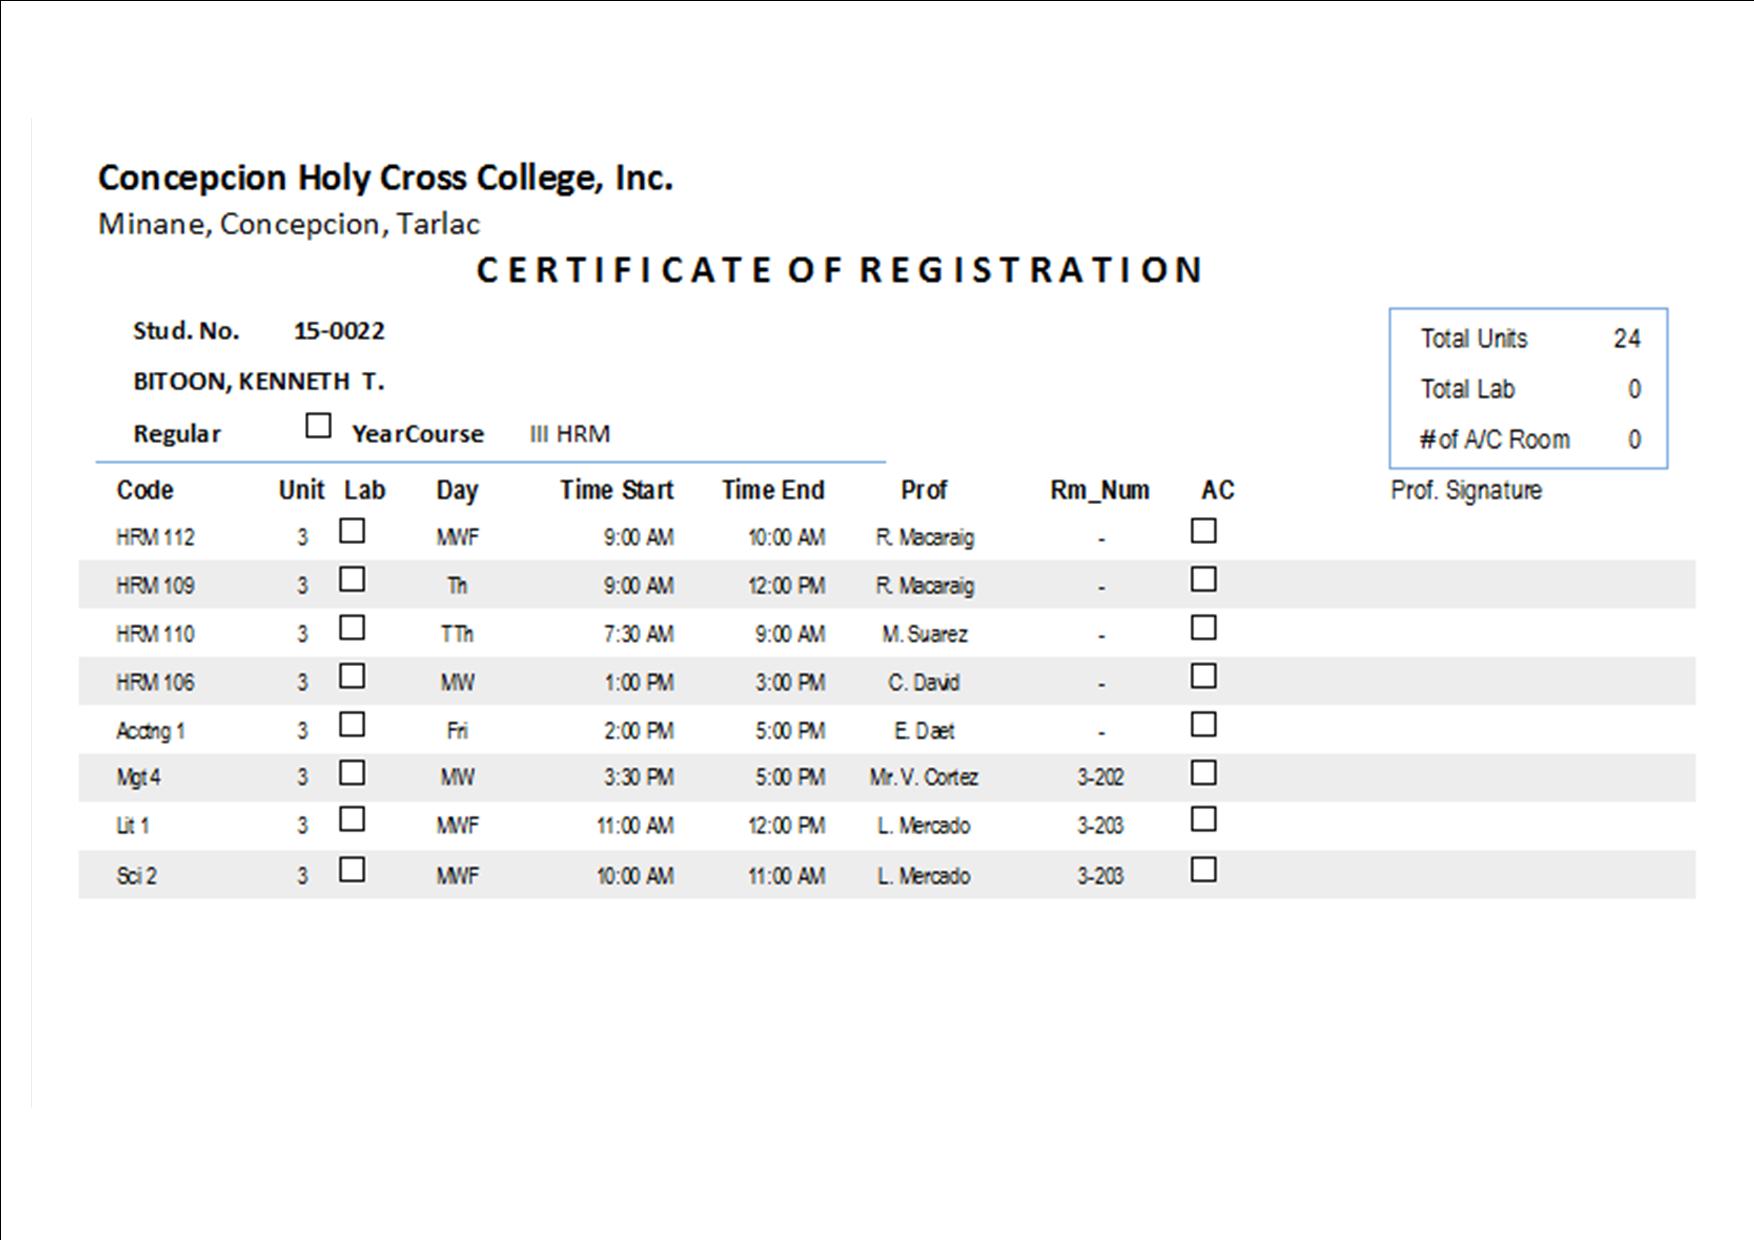 Concepcion Holy Cross College, Inc.
Minane, Concepcion, Tarlac
CERTIFICATE OF REGISTRATION
Stud. No. 15-0022
BITOON, KENNETH T.
Regular YearCourse III HRM
Total Units 24
Total Lab 0
# of A/C Room 0
Code Unit Lab Day Time Start Time End Prof Rm_Num AC Prof. Signature
HRM 112 3 MWF 9:00 AM 10:00 AM R. Macaraig -
HRM 109 3 Th 9:00 AM 12:00 PM R. Macaraig -
HRM 110 3 TTh 7:30 AM 9:00 AM M. Suarez -
HRM 106 3 MW 1:00 PM 3:00 PM C. David -
Acctng 1 3 Fri 2:00 PM 5:00 PM E. Daet -
Mgt 4 3 MW 3:30 PM 5:00 PM Mr. V. Cortez 3-202
Lit 1 3 MWF 11:00 AM 12:00 PM L. Mercado 3-203
Sci 2 3 MWF 10:00 AM 11:00 AM L. Mercado 3-203